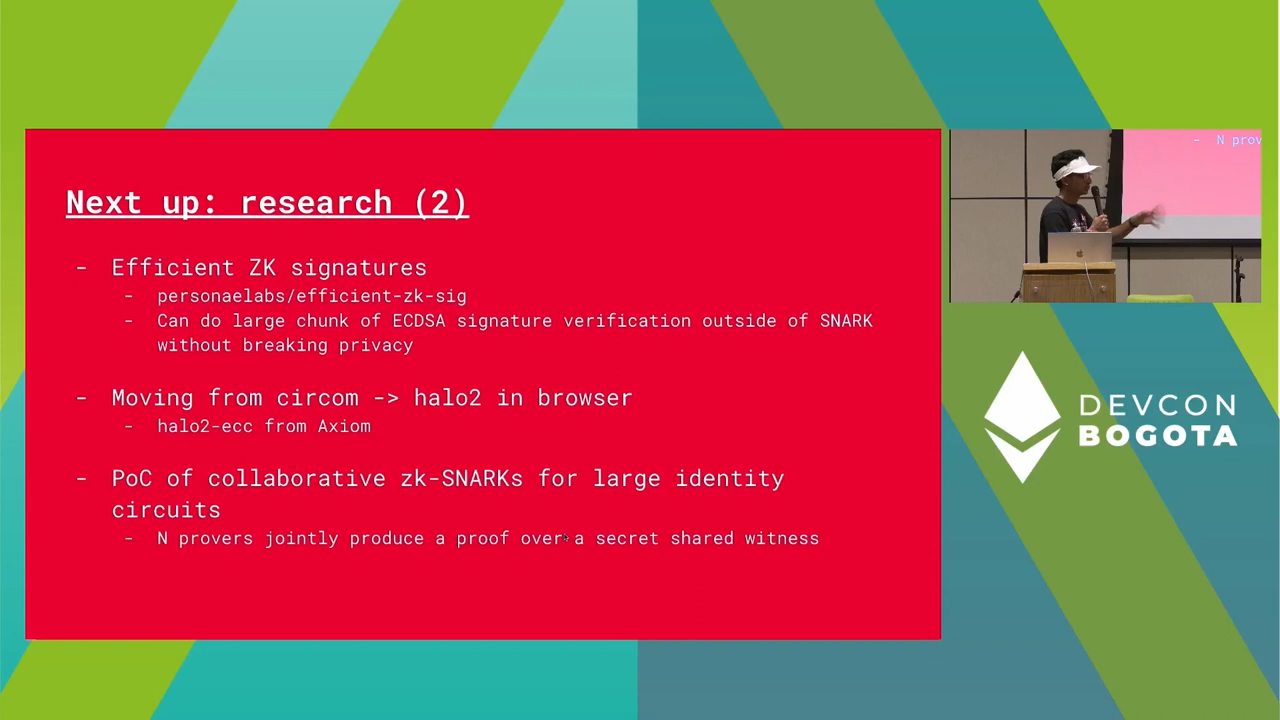 Next up: research (2)
- Efficient ZK signatures
- personaelabs/efficient-zk-sig
- Can do large chunk of ECDSA signature verification outside of SNARK
without breaking privacy
- Moving from circom -> halo2 in browser
- halo2-ecc from Axiom
- PoC of collaborative zk-SNARKs for large identity
circuits
- N provers jointly produce a proof over a secret shared witness
- N prov
DEVCON
BOGOTA